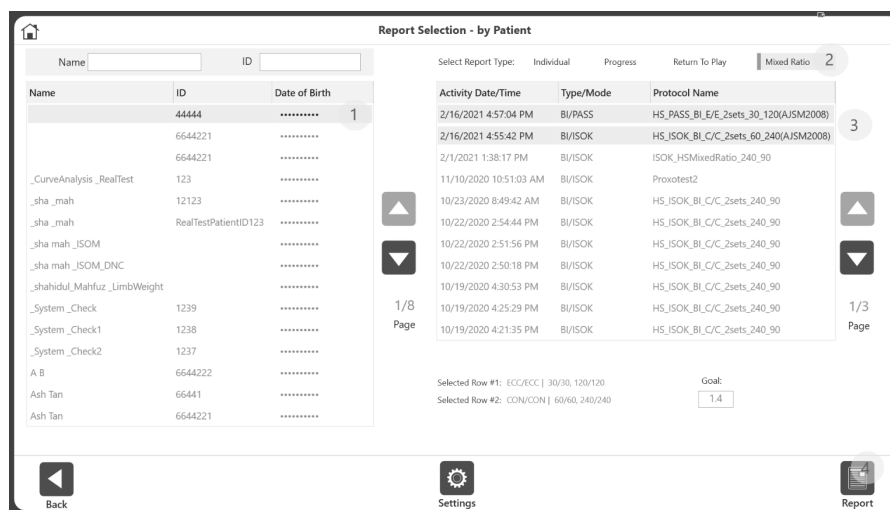 Report Selection - by Patient
Name ID
Name ID Date of Birth
44444 •••••••••• 1
6644221 ••••••••••
6644221 ••••••••••
_CurveAnalysis _RealTest 123 ••••••••••
_sha _mah 12123 ••••••••••
_sha _mah RealTestPatientID123 ••••••••••
_sha mah _ISOM ••••••••••
_sha mah _ISOM_DNC ••••••••••
_shahidul_Mahfuz _LimbWeight ••••••••••
_System _Check 1239 ••••••••••
_System _Check1 1238 ••••••••••
_System _Check2 1237 ••••••••••
A B 6644222 ••••••••••
Ash Tan 66441 ••••••••••
Ash Tan 6644221 ••••••••••
1/8
Page
Select Report Type: Individual Progress Return To Play Mixed Ratio 2
Activity Date/Time Type/Mode Protocol Name
2/16/2021 4:57:04 PM BI/PASS HS_PASS_BI_E/E_2sets_30_120(AJSM2008)
3
2/16/2021 4:55:42 PM BI/ISOK HS_ISOK_BI_C/C_2sets_60_240(AJSM2008)
2/1/2021 1:38:17 PM BI/ISOK ISOK_HSMixedRatio_240_90
11/10/2020 10:51:03 AM BI/ISOK Proxotest2
10/23/2020 8:49:42 AM BI/ISOK HS_ISOK_BI_C/C_2sets_240_90
10/22/2020 2:54:44 PM BI/ISOK HS_ISOK_BI_C/C_2sets_240_90
10/22/2020 2:51:56 PM BI/ISOK HS_ISOK_BI_C/C_2sets_240_90
10/22/2020 2:50:18 PM BI/ISOK HS_ISOK_BI_C/C_2sets_240_90
10/19/2020 4:30:53 PM BI/ISOK HS_ISOK_BI_C/C_2sets_240_90
10/19/2020 4:25:29 PM BI/ISOK HS_ISOK_BI_C/C_2sets_240_90
10/19/2020 4:21:35 PM BI/ISOK HS_ISOK_BI_C/C_2sets_240_90
1/3
Page
Selected Row #1: ECC/ECC | 30/30, 120/120
Selected Row #2: CON/CON | 60/60, 240/240
Goal:
1.4
4
Back Settings Report